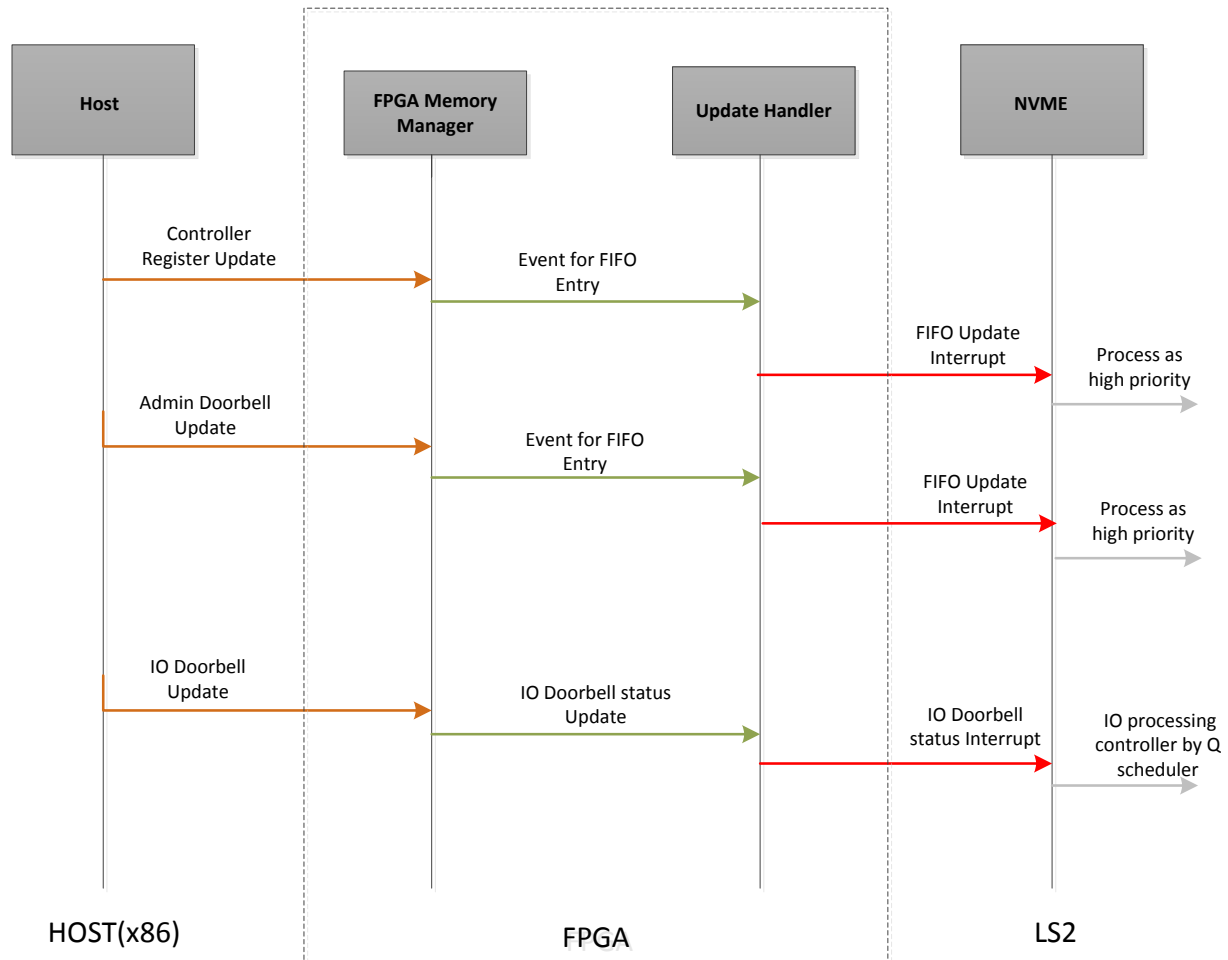 Host
FPGA Memory
Manager
Update Handler
NVME
Controller
Register Update
Event for FIFO
Entry
FIFO Update
Interrupt
Process as
high priority
Admin Doorbell
Update
Event for FIFO
Entry
FIFO Update
Interrupt
Process as
high priority
IO Doorbell
Update
IO Doorbell status
Update
IO Doorbell
status Interrupt
IO processing
controller by Q
scheduler
HOST(x86)
FPGA
LS2